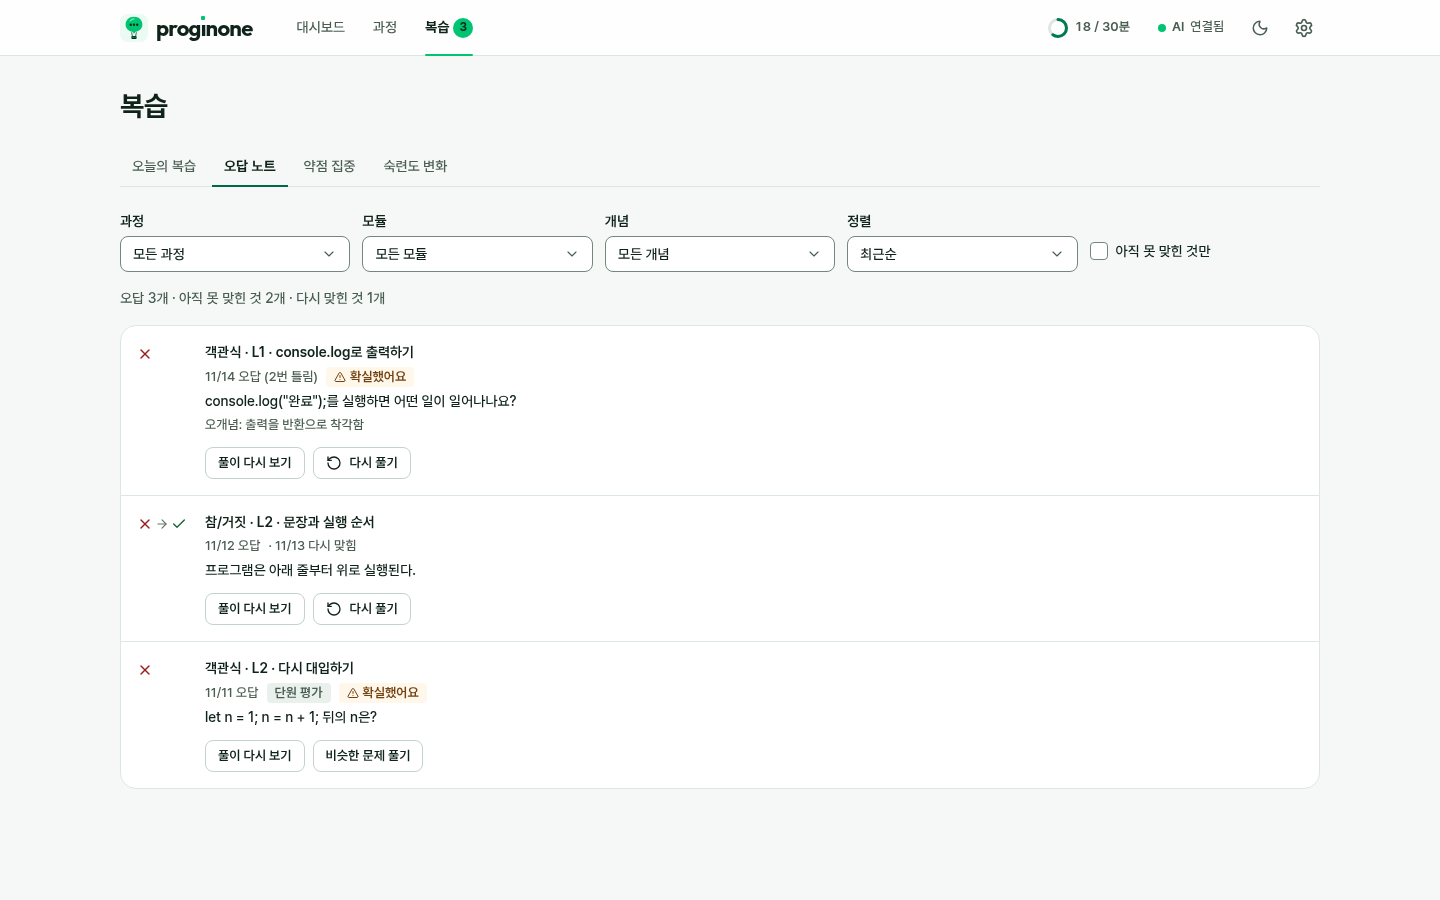 proginone 대시보드 과정 복습 3 18 / 30분 AI 연결됨
복습
오늘의 복습 오답 노트 약점 집중 숙련도 변화
과정 모듈 개념 정렬
모든 과정 모든 모듈 모든 개념 최근순 아직 못 맞힌 것만
오답 3개 · 아직 못 맞힌 것 2개 · 다시 맞힌 것 1개
객관식 · L1 · console.log로 출력하기
11/14 오답 (2번 틀림) 확실했어요
console.log("완료");를 실행하면 어떤 일이 일어나나요?
오개념: 출력을 반환으로 착각함
풀이 다시 보기 다시 풀기
참/거짓 · L2 · 문장과 실행 순서
11/12 오답 · 11/13 다시 맞힘
프로그램은 아래 줄부터 위로 실행된다.
풀이 다시 보기 다시 풀기
객관식 · L2 · 다시 대입하기
11/11 오답 단원 평가 확실했어요
let n = 1; n = n + 1; 뒤의 n은?
풀이 다시 보기 비슷한 문제 풀기